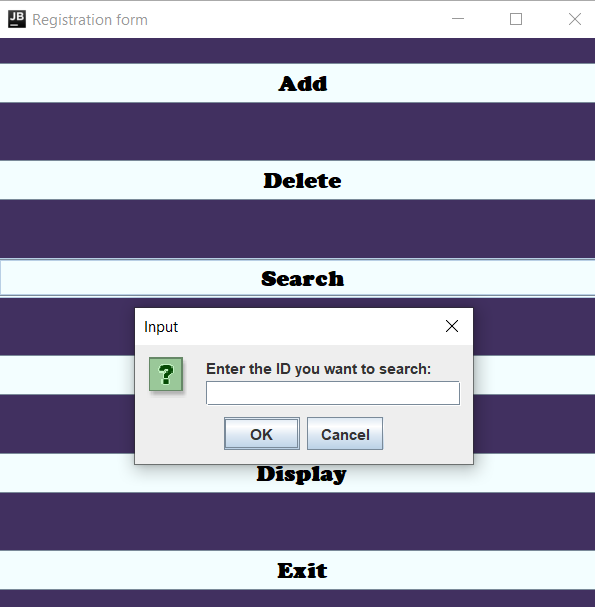 JB Registration form
Add
Delete
Search
Input
?
Enter the ID you want to search:
OK Cancel
Display
Exit